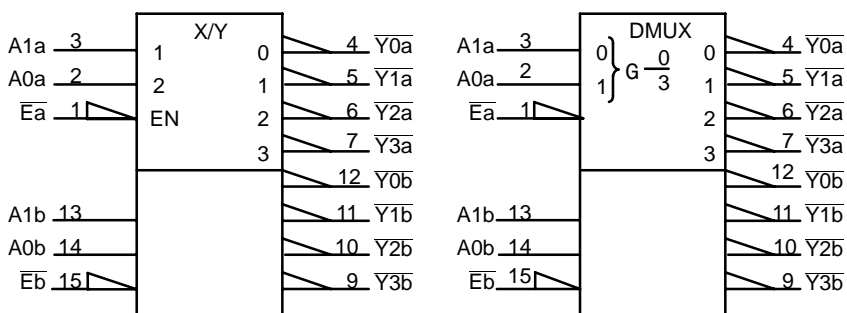 X/Y DMUX
A1a 3 1 0 4 Y0a A1a 3 0 0 4 Y0a
A0a 2 2 1 5 Y1a A0a 2 1 G 0 3 1 5 Y1a
Ea 1 EN 2 6 Y2a Ea 1 2 6 Y2a
3 7 Y3a 3 7 Y3a
12 Y0b 12 Y0b
A1b 13 11 Y1b A1b 13 11 Y1b
A0b 14 10 Y2b A0b 14 10 Y2b
Eb 15 9 Y3b Eb 15 9 Y3b